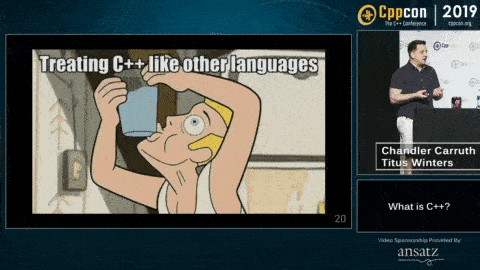 Treating C++ like other languages
20
Cppcon
The C++ Conference
2019
cppcon.org
Chandler Carruth
Titus Winters
What is C++?
Video Sponsorship Provided By:
ansatz